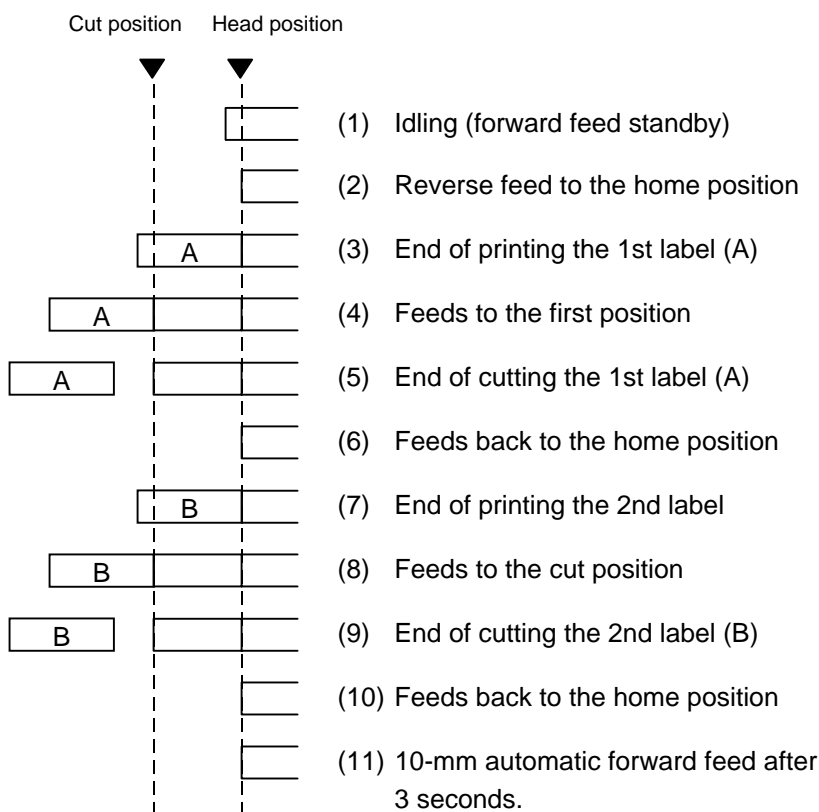 Cut position Head position
(1) Idling (forward feed standby)
(2) Reverse feed to the home position
A (3) End of printing the 1st label (A)
A (4) Feeds to the first position
A (5) End of cutting the 1st label (A)
(6) Feeds back to the home position
B (7) End of printing the 2nd label
B (8) Feeds to the cut position
B (9) End of cutting the 2nd label (B)
(10) Feeds back to the home position
(11) 10-mm automatic forward feed after
3 seconds.